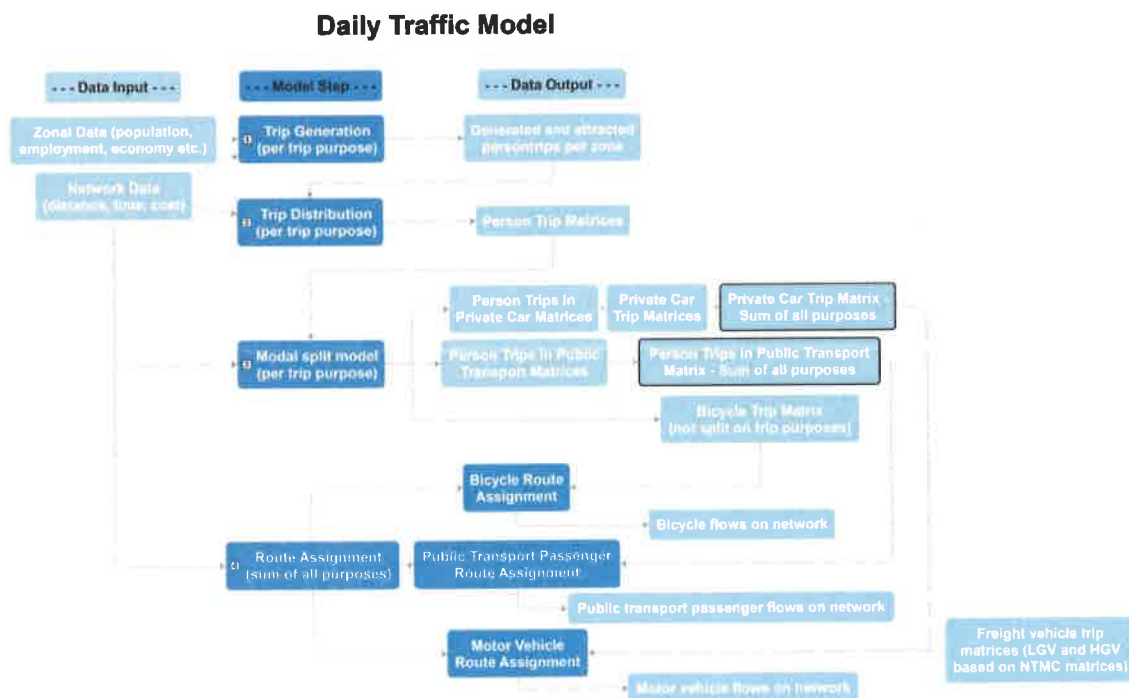 Daily Traffic Model
--- Data Input ---
--- Model Step ---
--- Data Output ---
Zonal Data (population,
employment, economy etc.)
Trip Generation
(per trip purpose)
Generated and attracted
persontrips per zone
Network Data
(distance, time, cost)
Trip Distribution
(per trip purpose)
Person Trip Matrices
Person Trips in
Private Car Matrices
Private Car
Trip Matrices
Private Car Trip Matrix -
Sum of all purposes
Modal split model
(per trip purpose)
Person Trips in Public
Transport Matrices
Person Trips in Public Transport
Matrix - Sum of all purposes
Bicycle Trip Matrix
(not split on trip purposes)
Bicycle Route
Assignment
Bicycle flows on network
Route Assignment
(sum of all purposes)
Public Transport Passenger
Route Assignment
Public transport passenger flows on network
Motor Vehicle
Route Assignment
Freight vehicle trip
matrices (LGV and HGV
based on NTMC matrices)
Motor vehicle flows on network